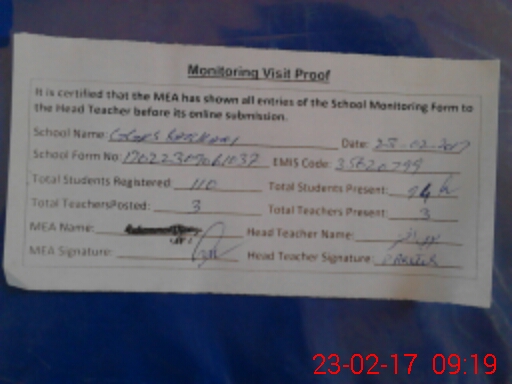 Monitoring Visit Proof
It is certified that the MEA has shown all entries of the School Monitoring Form to
the Head Teacher before its online submission.
School Name: Date: 23-02-2017
School Form No: EMIS Code: 35820799
Total Students Registered: 110 Total Students Present: 94
Total TeachersPosted: 3 Total Teachers Present: 3
MEA Name: Head Teacher Name:
MEA Signature: Head Teacher Signature:
23-02-17 09:19